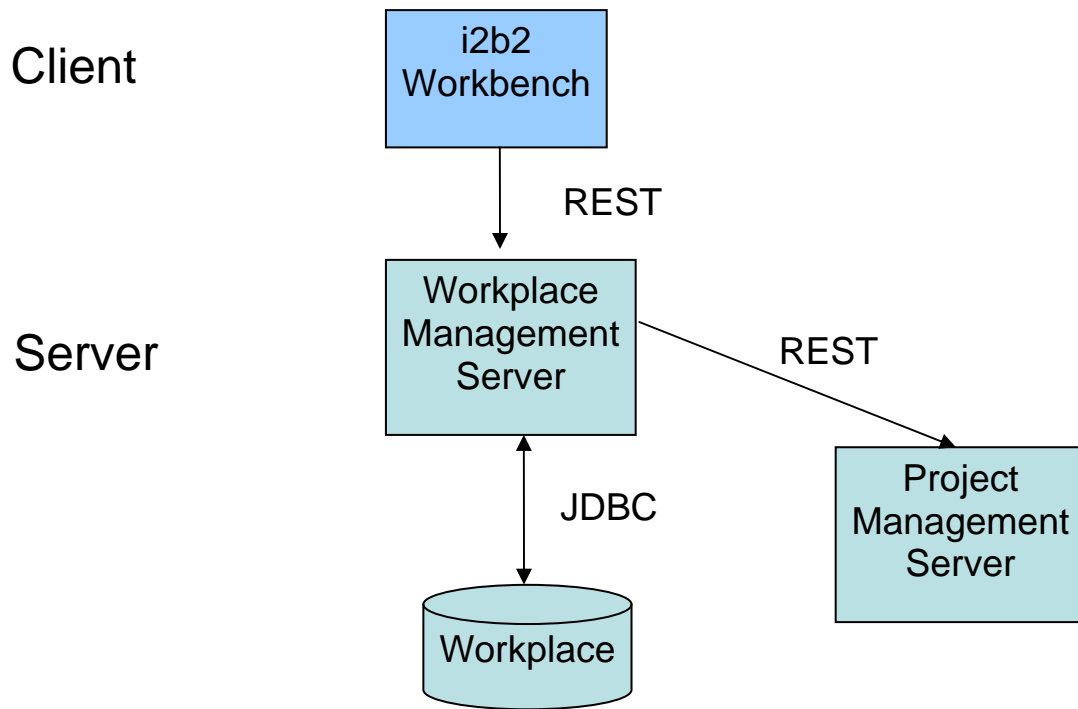 Client
i2b2
Workbench
REST
Server
Workplace
Management
Server
REST
JDBC
Project
Management
Server
Workplace